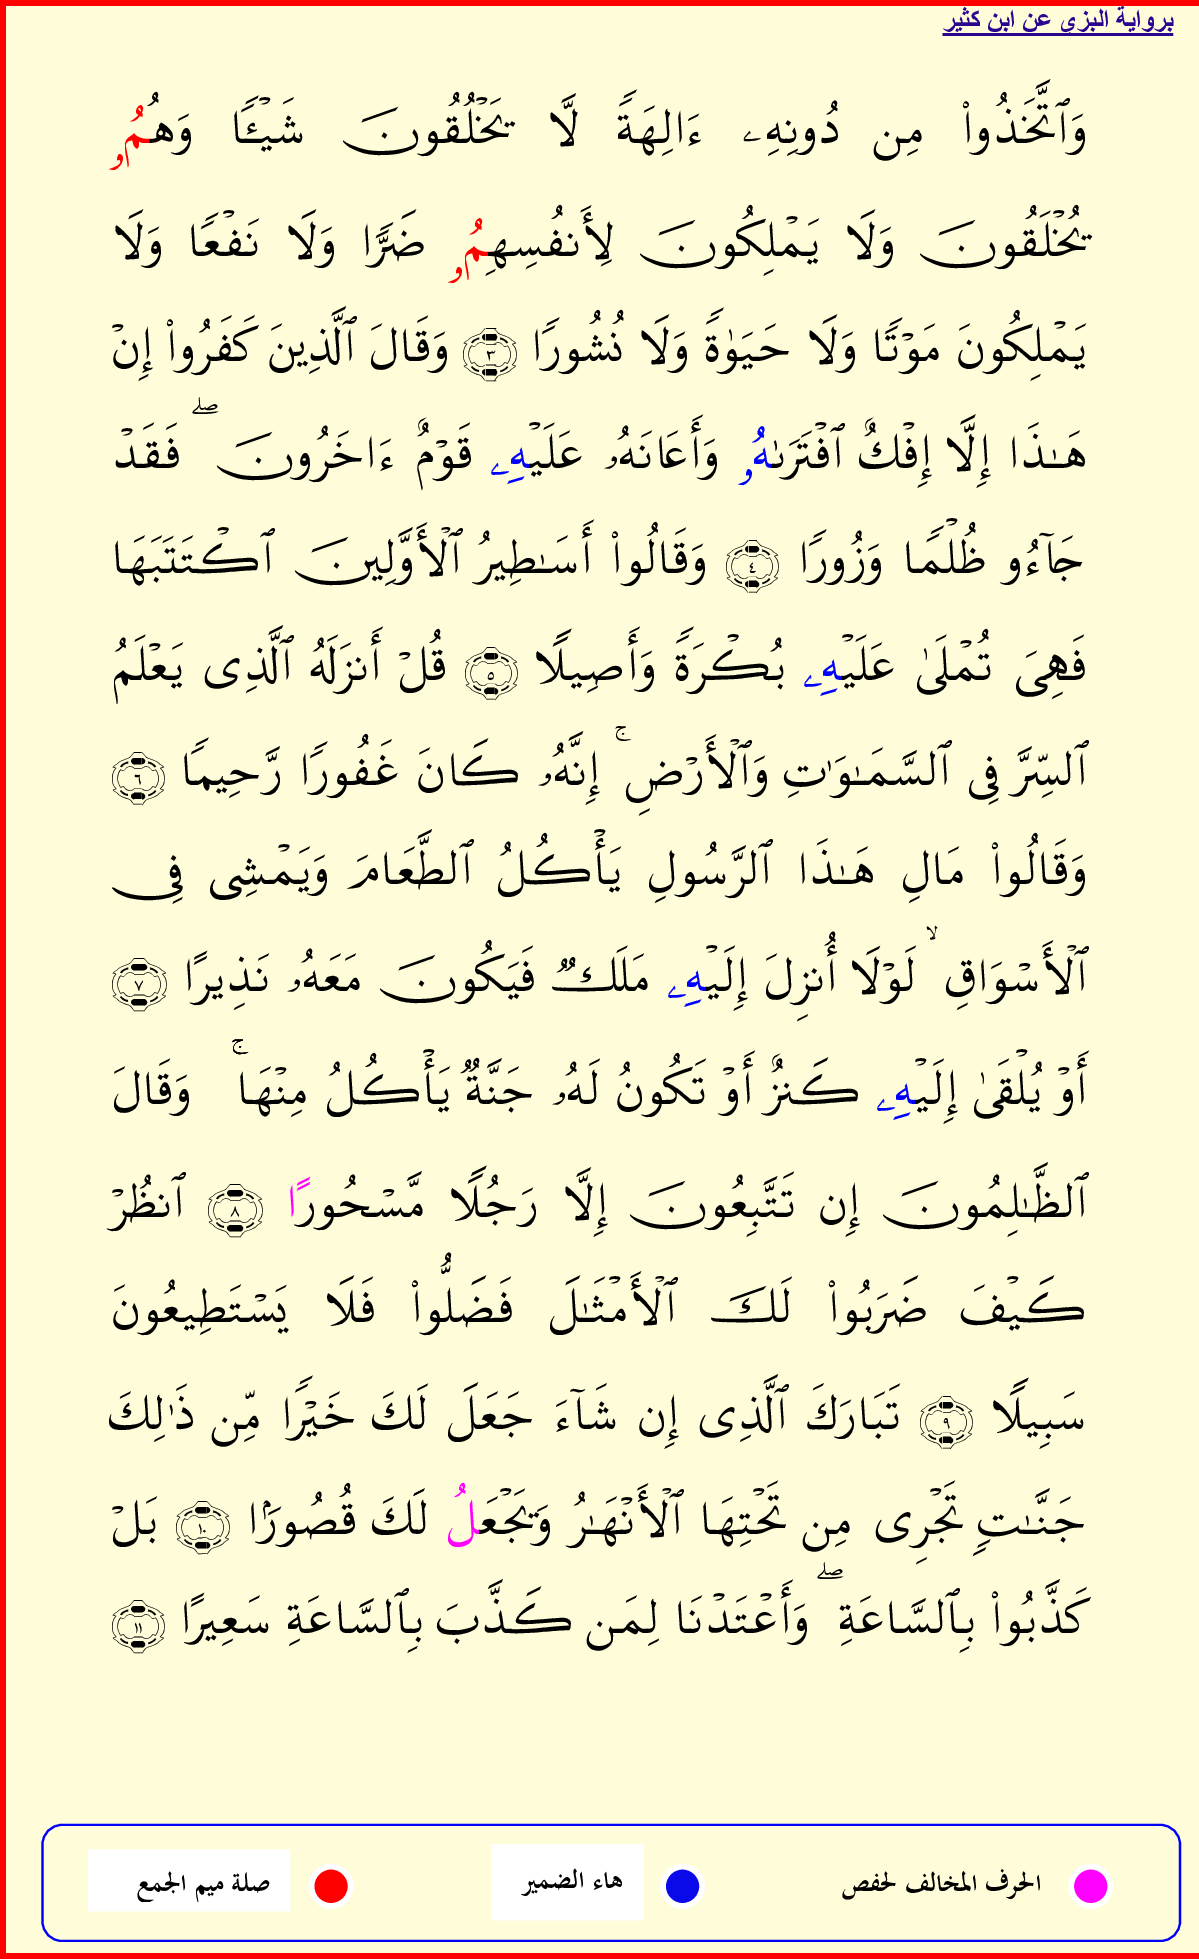 برواية البزى عن ابن كثير
وَٱتَّخَذُوا۟ مِن دُونِهِۦ ءَالِهَةً لَّا يَخْلُقُونَ شَيْـًٔا وَهُمُۥ
يُخْلَقُونَ وَلَا يَمْلِكُونَ لِأَنفُسِهِمُۥ ضَرًّا وَلَا نَفْعًا وَلَا
يَمْلِكُونَ مَوْتًا وَلَا حَيَوٰةً وَلَا نُشُورًا ٣ وَقَالَ ٱلَّذِينَ كَفَرُوا۟ إِنْ
هَـٰذَا إِلَّا إِفْكٌ ٱفْتَرَىٰهُۥ وَأَعَانَهُۥ عَلَيْهِۦ قَوْمٌ ءَاخَرُونَ ۖ فَقَدْ
جَآءُو ظُلْمًا وَزُورًا ٤ وَقَالُوا۟ أَسَـٰطِيرُ ٱلْأَوَّلِينَ ٱكْتَتَبَهَا
فَهِىَ تُمْلَىٰ عَلَيْهِۦ بُكْرَةً وَأَصِيلًا ٥ قُلْ أَنزَلَهُ ٱلَّذِى يَعْلَمُ
ٱلسِّرَّ فِى ٱلسَّمَـٰوَٰتِ وَٱلْأَرْضِ ۚ إِنَّهُۥ كَانَ غَفُورًا رَّحِيمًا ٦
وَقَالُوا۟ مَالِ هَـٰذَا ٱلرَّسُولِ يَأْكُلُ ٱلطَّعَامَ وَيَمْشِى فِى
ٱلْأَسْوَاقِ ۙ لَوْلَا أُنزِلَ إِلَيْهِۦ مَلَكٌ فَيَكُونَ مَعَهُۥ نَذِيرًا ٧
أَوْ يُلْقَىٰ إِلَيْهِۦ كَنزٌ أَوْ تَكُونُ لَهُۥ جَنَّةٌ يَأْكُلُ مِنْهَا ۚ وَقَالَ
ٱلظَّـٰلِمُونَ إِن تَتَّبِعُونَ إِلَّا رَجُلًا مَّسْحُورًا ٨ ٱنظُرْ
كَيْفَ ضَرَبُوا۟ لَكَ ٱلْأَمْثَـٰلَ فَضَلُّوا۟ فَلَا يَسْتَطِيعُونَ
سَبِيلًا ٩ تَبَارَكَ ٱلَّذِى إِن شَآءَ جَعَلَ لَكَ خَيْرًا مِّن ذَٰلِكَ
جَنَّـٰتٍ تَجْرِى مِن تَحْتِهَا ٱلْأَنْهَـٰرُ وَيَجْعَلُ لَكَ قُصُورًۢا ١٠ بَلْ
كَذَّبُوا۟ بِٱلسَّاعَةِ ۖ وَأَعْتَدْنَا لِمَن كَذَّبَ بِٱلسَّاعَةِ سَعِيرًا ١١
الحرف المخالف لحفص هاء الضمير صلة ميم الجمع